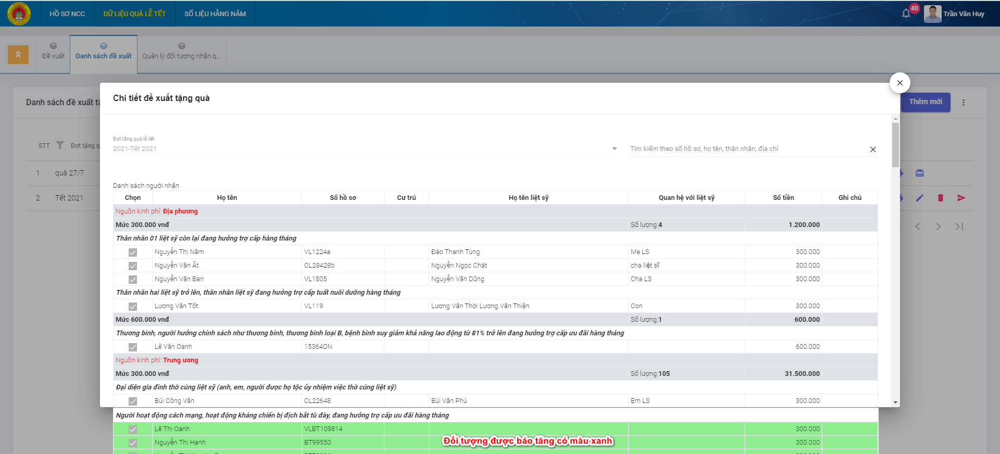 HỒ SƠ NCC
DỮ LIỆU QUÀ LỄ TẾT
SỐ LIỆU HẰNG NĂM
40
Trần Văn Huy
Đề xuất
Danh sách đề xuất
Quản lý đối tượng nhận q...
Danh sách đề xuất tặ
Thêm mới
Chi tiết đề xuất tặng quà
STT
Đợt tặng q
1 quà 27/7
2 Tết 2021
Đợt tặng quà lễ tết
2021-Tết 2021
Tìm kiếm theo số hồ sơ, họ tên, thân nhân, địa chỉ
Danh sách người nhận
Chọn Họ tên Số hồ sơ Cư trú Họ tên liệt sỹ Quan hệ với liệt sỹ Số tiền Ghi chú
Nguồn kinh phí: Địa phương
Mức 300.000 vnđ Số lượng:4 1.200.000
Thân nhân 01 liệt sỹ còn lại đang hưởng trợ cấp hàng tháng
Nguyễn Thị Năm VL1224a Đào Thanh Tùng Mẹ LS 300.000
Nguyễn Văn Ất CL28428b Nguyễn Ngọc Chát cha liệt sĩ 300.000
Nguyễn Văn Ban VL1805 Nguyễn Văn Dũng Cha LS 300.000
Thân nhân hai liệt sỹ trở lên, thân nhân liệt sỹ đang hưởng trợ cấp tuất nuôi dưỡng hàng tháng
Lương Văn Tốt VL119 Lương Văn Thời Lương Văn Thiện Con 300.000
Mức 600.000 vnđ Số lượng:1 600.000
Thương binh, người hưởng chính sách như thương binh, thương binh loại B, bệnh binh suy giảm khả năng lao động từ 81% trở lên đang hưởng trợ cấp ưu đãi hàng tháng
Lê Văn Oanh 15364ON 600.000
Nguồn kinh phí: Trung ương
Mức 300.000 vnđ Số lượng:105 31.500.000
Đại diện gia đình thờ cúng liệt sỹ (anh, em, người được họ tộc ủy nhiệm việc thờ cúng liệt sỹ)
Bùi Công Vân CL22648 Bùi Văn Phú Em LS 300.000
Người hoạt động cách mạng, hoạt động kháng chiến bị địch bắt tù đày, đang hưởng trợ cấp ưu đãi hàng tháng
Lê Thị Oanh VLBT109814 300.000
Nguyễn Thị Hạnh BT99550 300.000
Đối tượng được báo tăng có màu xanh